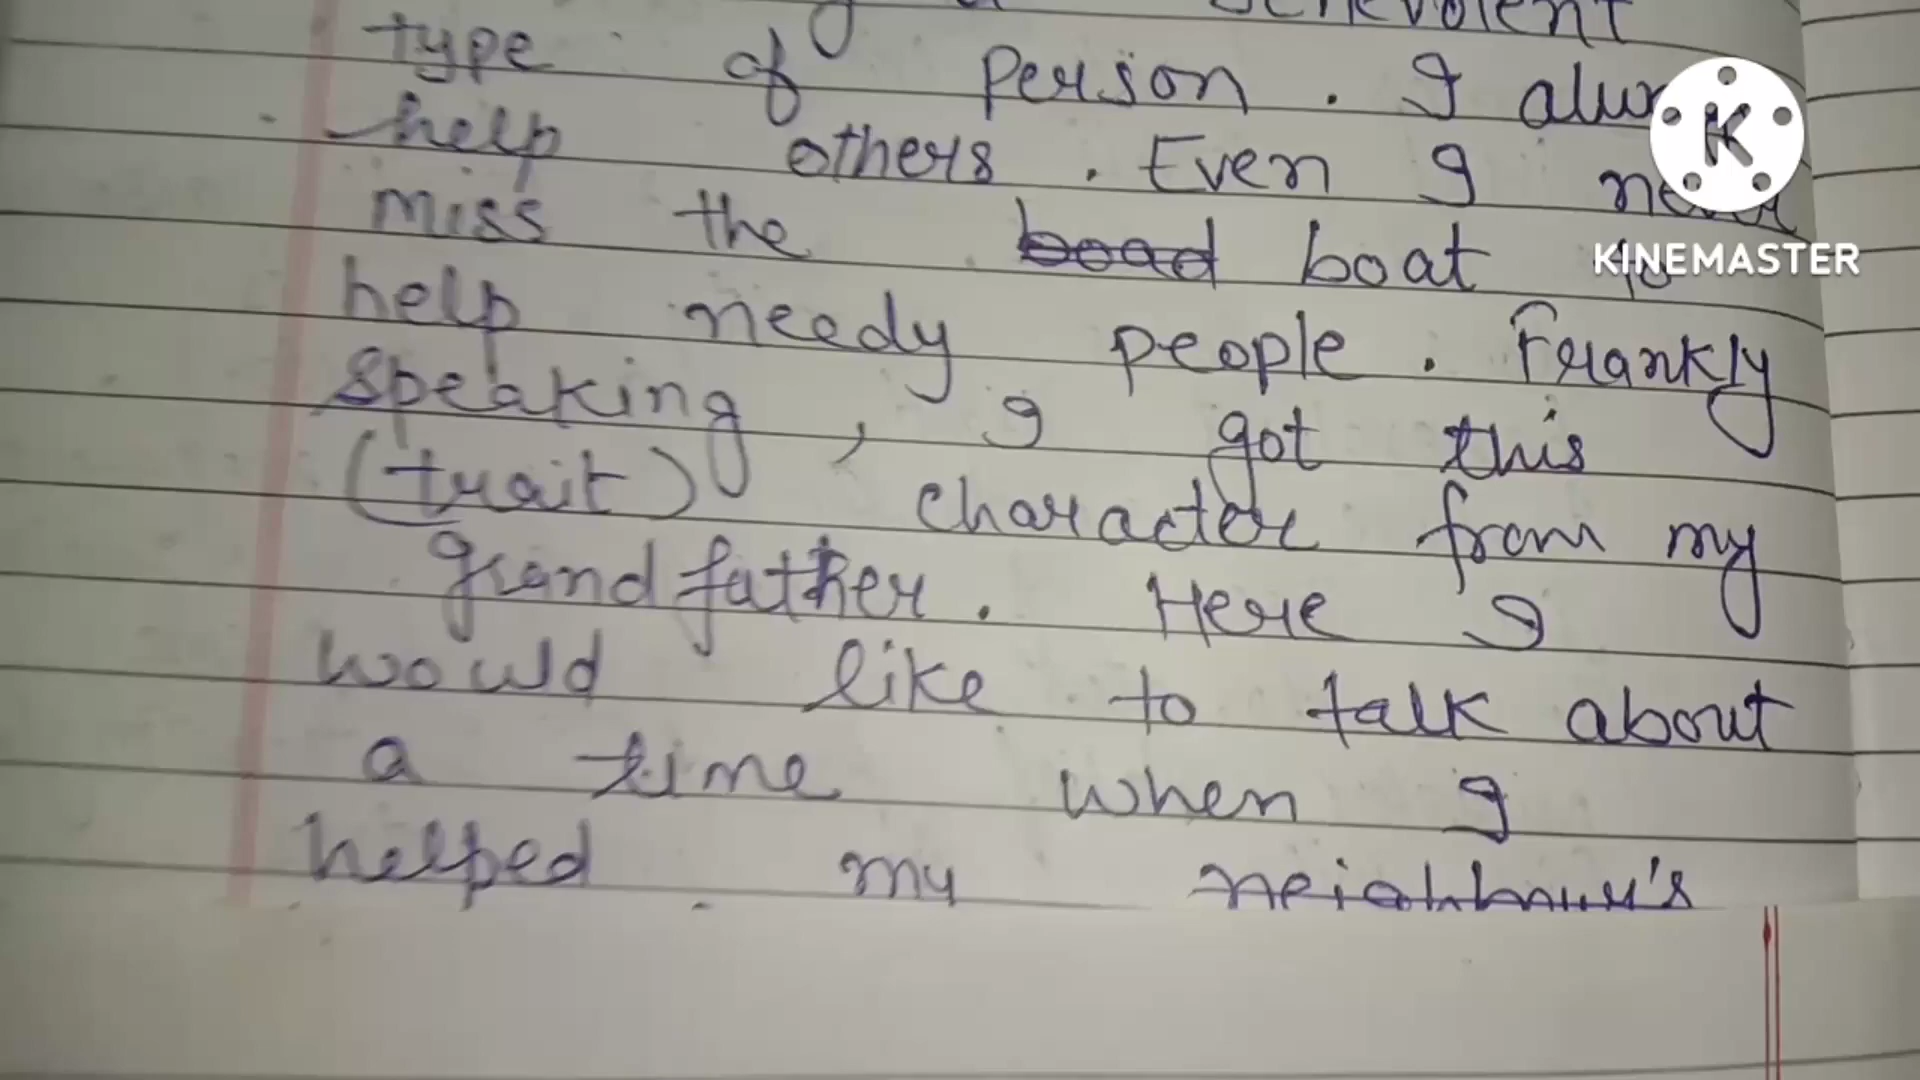 benevolent
type of person. I
help others. Even I never
miss the boad boat to
help needy people. Frankly
speaking, I got this
(trait) character from my
grandfather. Here I
would like to talk about
a time when I
helped my neighbour's
K
KINEMASTER